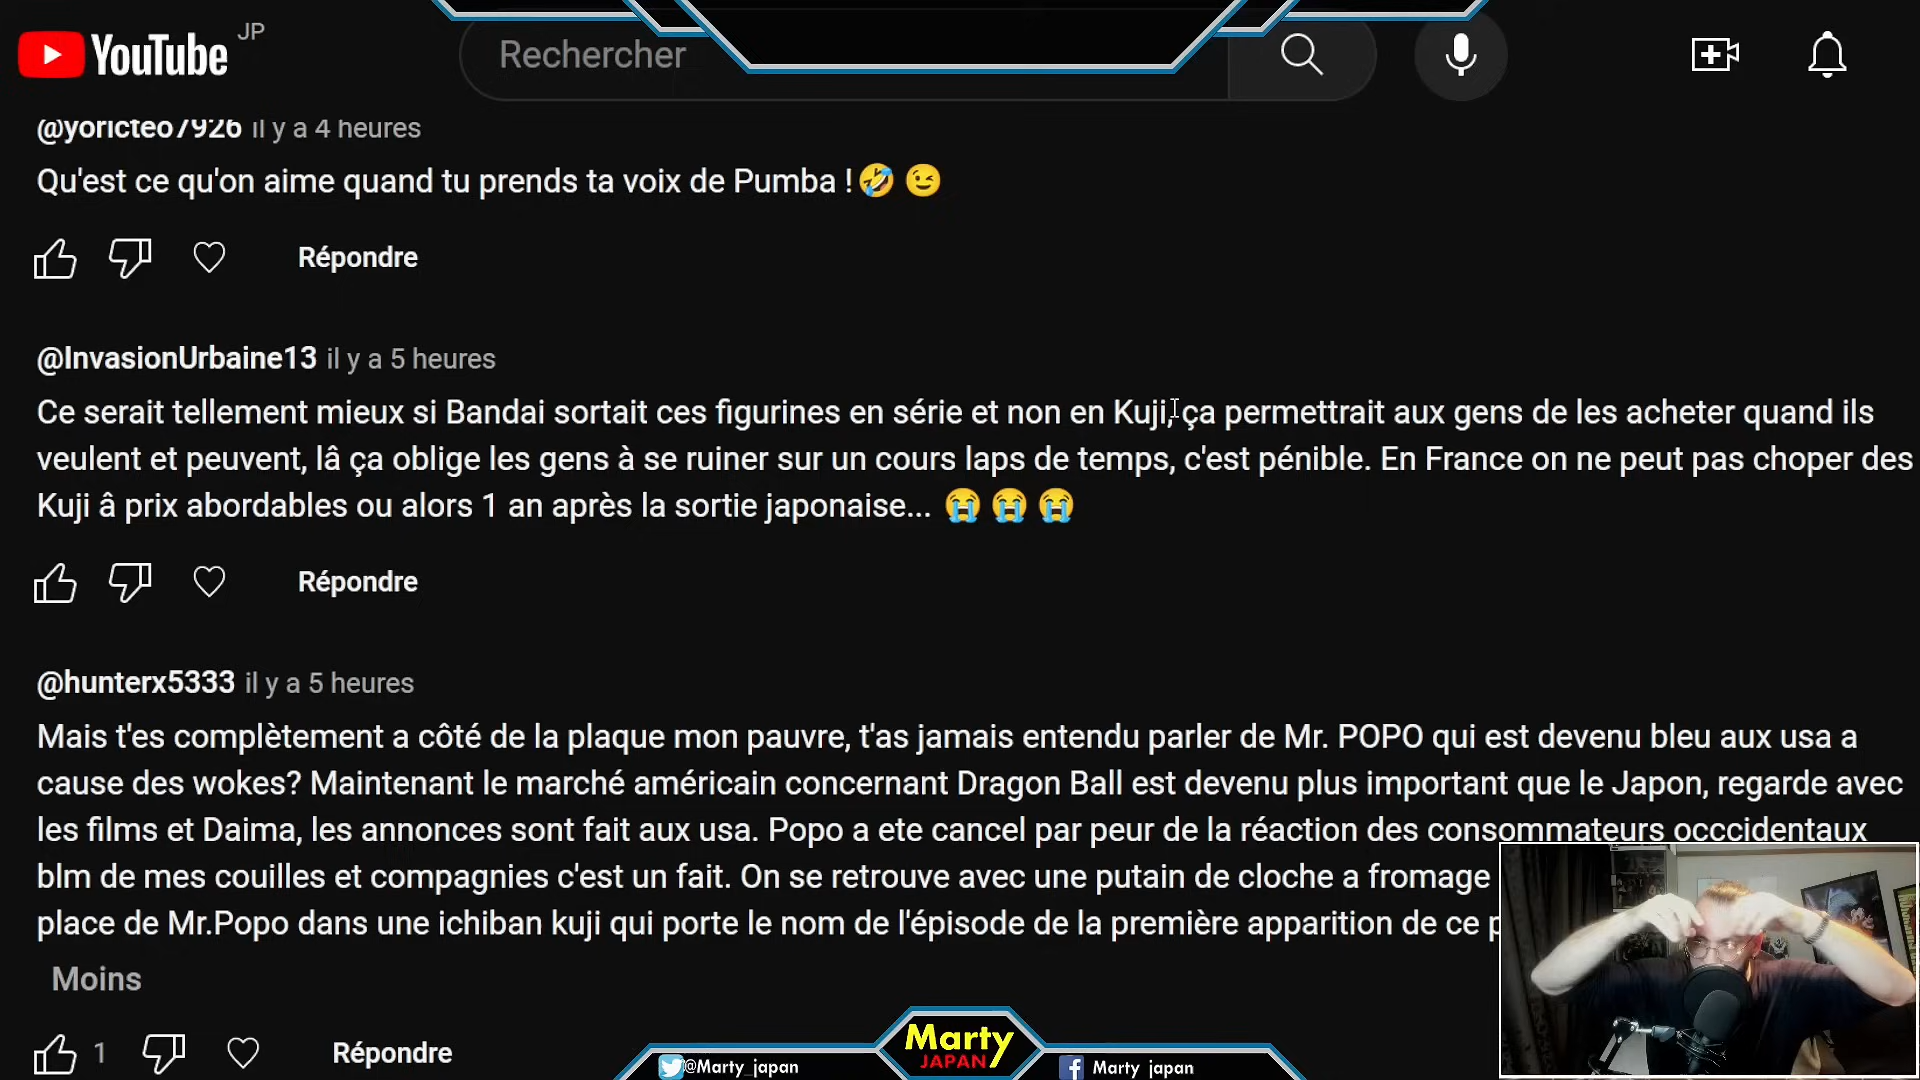 YouTube JP
Rechercher
@yoricteo7926 il y a 4 heures
Qu'est ce qu'on aime quand tu prends ta voix de Pumba !🤣 😉
Répondre
@InvasionUrbaine13 il y a 5 heures
Ce serait tellement mieux si Bandai sortait ces figurines en série et non en Kuji, ça permettrait aux gens de les acheter quand ils
veulent et peuvent, lâ ça oblige les gens à se ruiner sur un cours laps de temps, c'est pénible. En France on ne peut pas choper des
Kuji â prix abordables ou alors 1 an après la sortie japonaise... 😭 😭 😭
Répondre
@hunterx5333 il y a 5 heures
Mais t'es complètement a côté de la plaque mon pauvre, t'as jamais entendu parler de Mr. POPO qui est devenu bleu aux usa a
cause des wokes? Maintenant le marché américain concernant Dragon Ball est devenu plus important que le Japon, regarde avec
les films et Daima, les annonces sont fait aux usa. Popo a ete cancel par peur de la réaction des consommateurs occcidentaux
blm de mes couilles et compagnies c'est un fait. On se retrouve avec une putain de cloche a fromage
place de Mr.Popo dans une ichiban kuji qui porte le nom de l'épisode de la première apparition de ce
Moins
1 Répondre
Marty
JAPAN
@Marty_japan
Marty japan